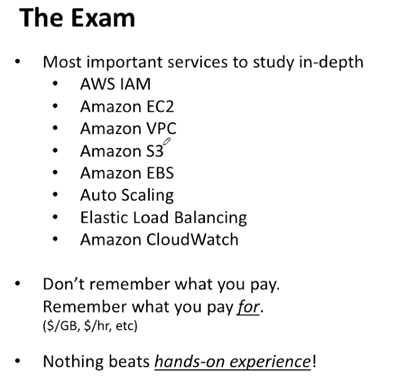 The Exam
• Most important services to study in-depth
• AWS IAM
• Amazon EC2
• Amazon VPC
• Amazon S3
• Amazon EBS
• Auto Scaling
• Elastic Load Balancing
• Amazon CloudWatch
• Don’t remember what you pay.
Remember what you pay for.
($/GB, $/hr, etc)
• Nothing beats hands-on experience!